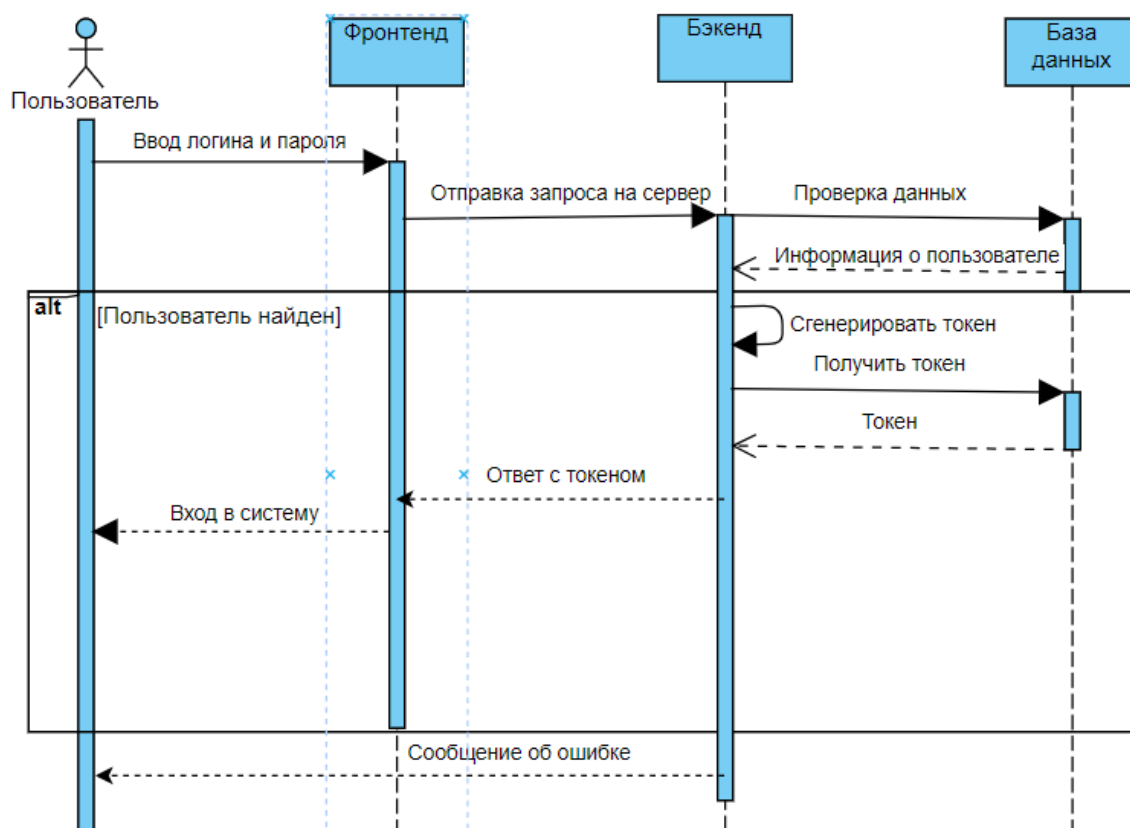 Фронтенд
Бэкенд
База
данных
Пользователь
Ввод логина и пароля
Отправка запроса на сервер
Проверка данных
Информация о пользователе
alt
[Пользователь найден]
Сгенерировать токен
Получить токен
Токен
Ответ с токеном
Вход в систему
Сообщение об ошибке